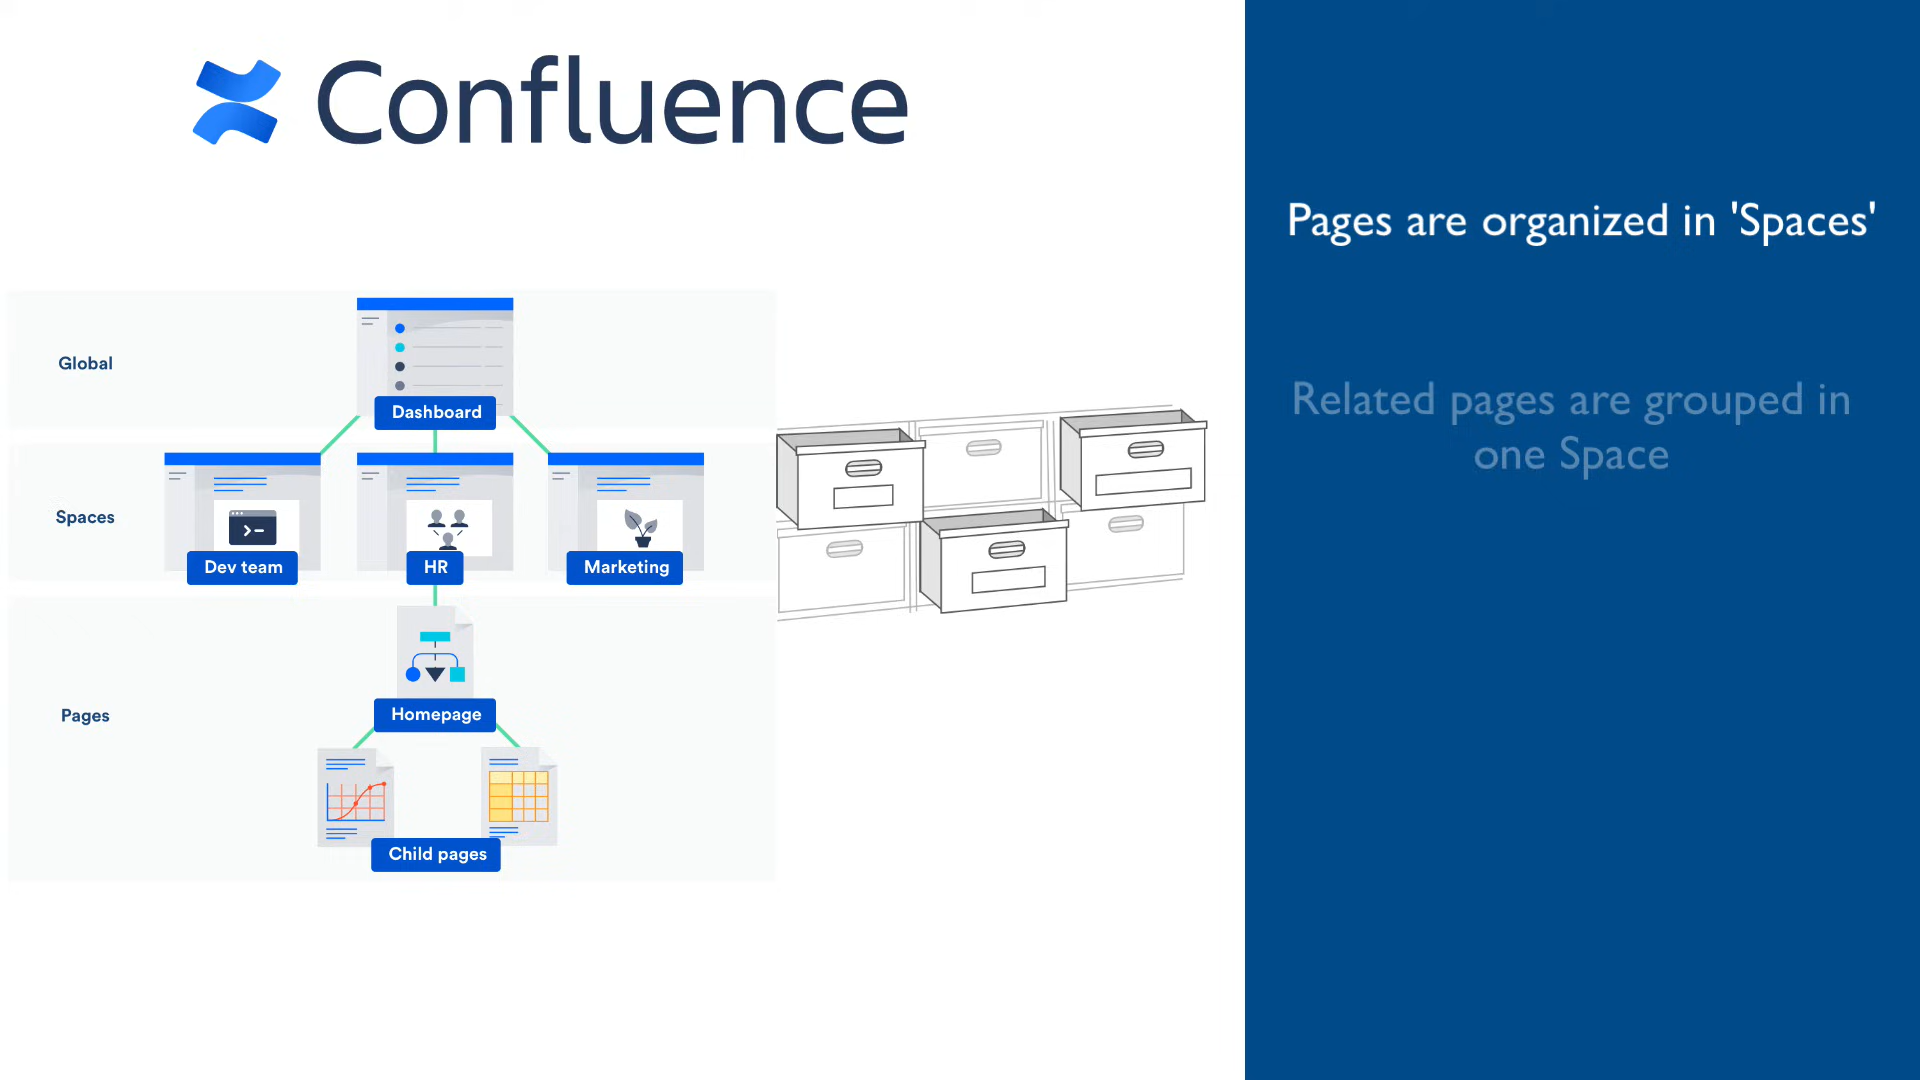 Confluence
Pages are organized in 'Spaces'
Related pages are grouped in
one Space
Global
Dashboard
Spaces
Dev team
HR
Marketing
Pages
Homepage
Child pages